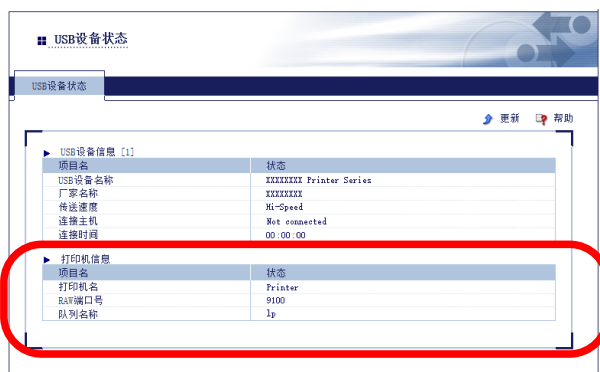 USB设备状态
USB设备状态
更新 帮助
USB设备信息 [1]
项目名 状态
USB设备名称 XXXXXXXX Printer Series
厂家名称 XXXXXXXX
传送速度 Hi-Speed
连接主机 Not connected
连接时间 00:00:00
打印机信息
项目名 状态
打印机名 Printer
RAW端口号 9100
队列名称 lp